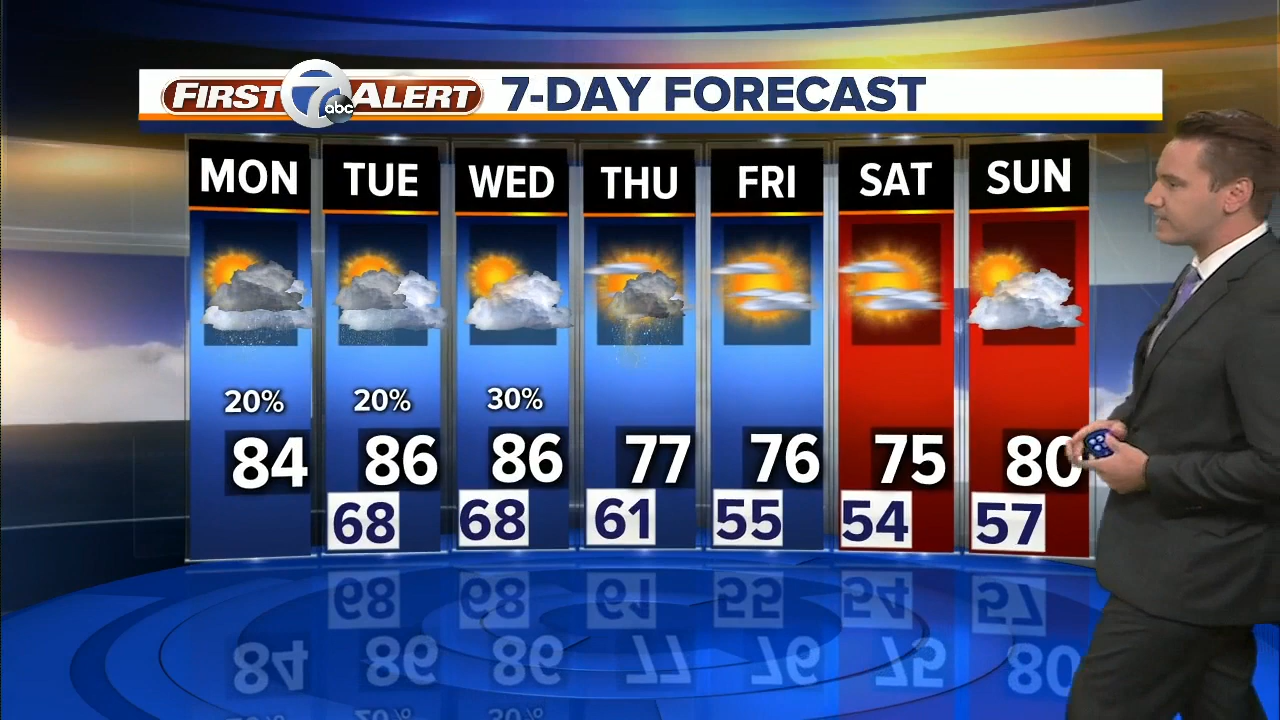 FIRST 7 abc ALERT 7-DAY FORECAST
MON TUE WED THU FRI SAT SUN
20% 20% 30%
84 86 86 77 76 75 80
68 68 61 55 54 57